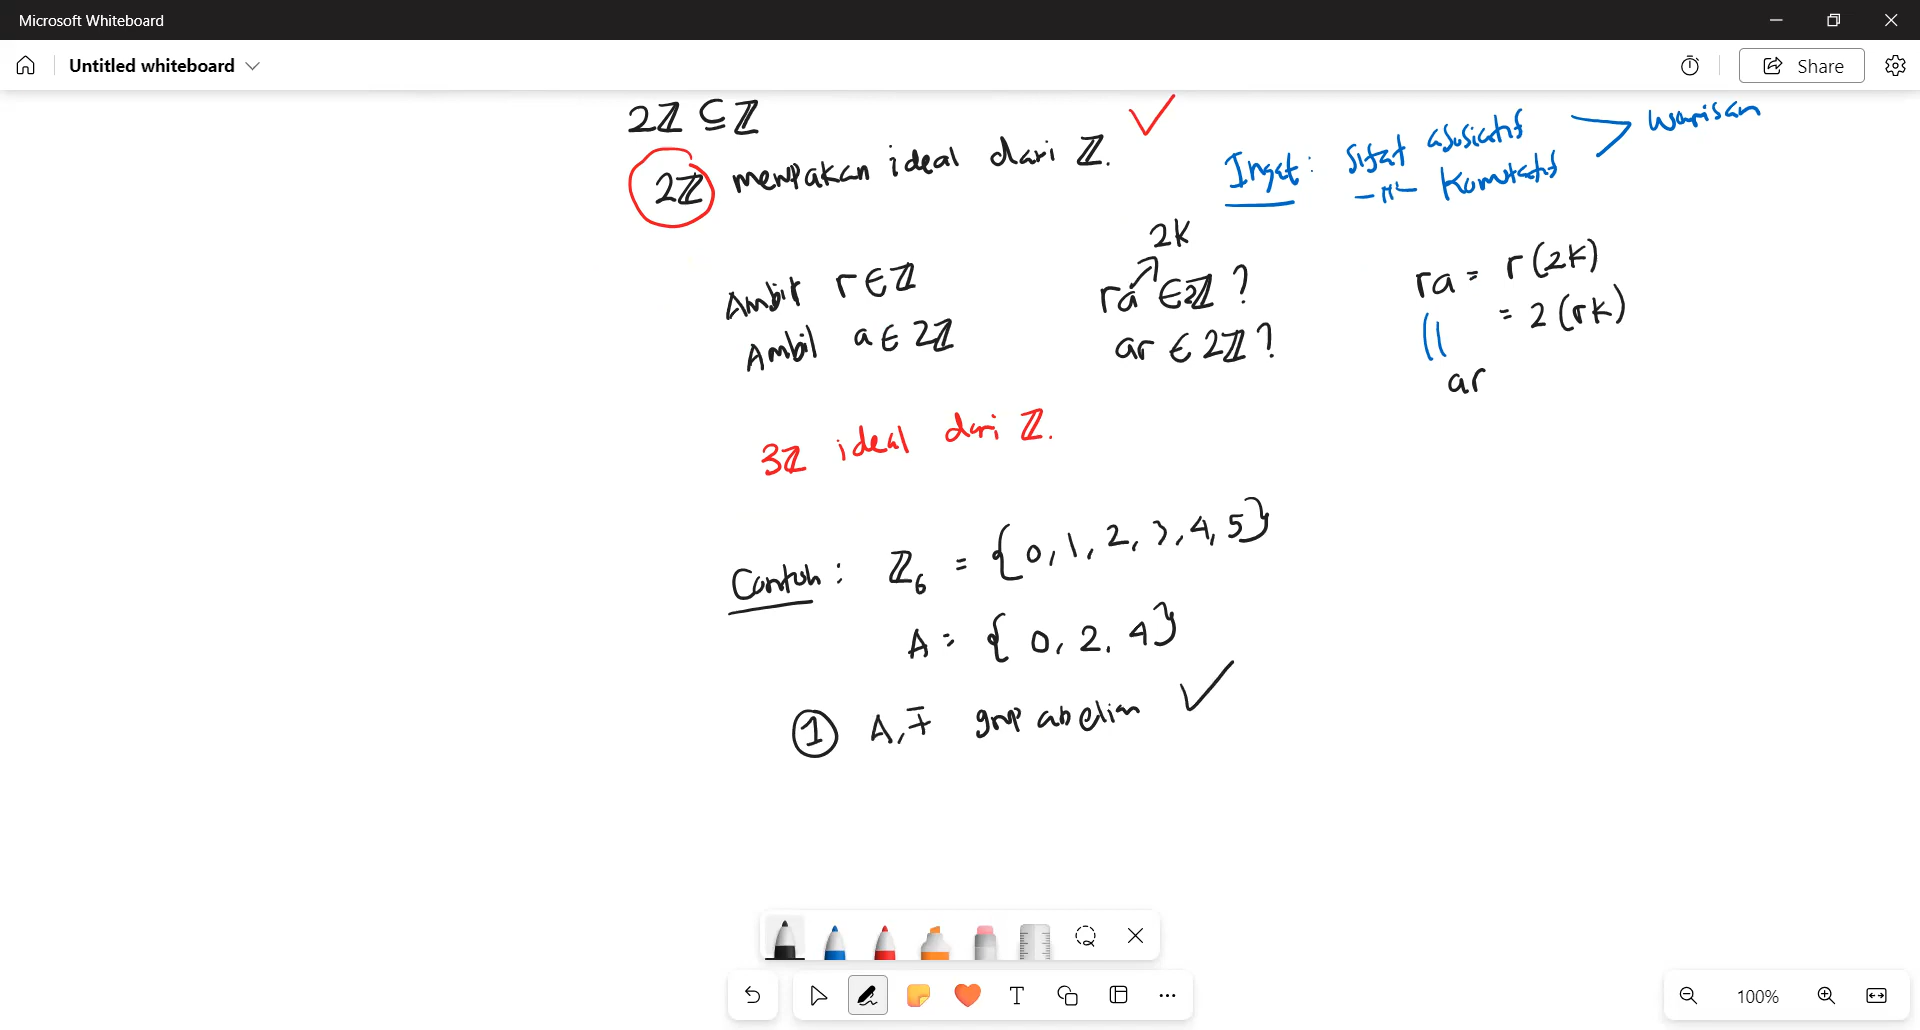 Microsoft Whiteboard
Untitled whiteboard
Share
2ℤ ⊆ ℤ ✓
2ℤ merupakan ideal dari ℤ.
Ingat: sifat asosiatif
-"- komutatif
> warisan
Ambil r ∈ ℤ
Ambil a ∈ 2ℤ
2k
ra ∈ 2ℤ ?
ar ∈ 2ℤ ?
ra = r(2k)
= 2(rk)
||
ar
3ℤ ideal dari ℤ.
Contoh : ℤ₆ = {0, 1, 2, 3, 4, 5}
A = {0, 2, 4}
① A, ∓ grup abelian ✓
100%